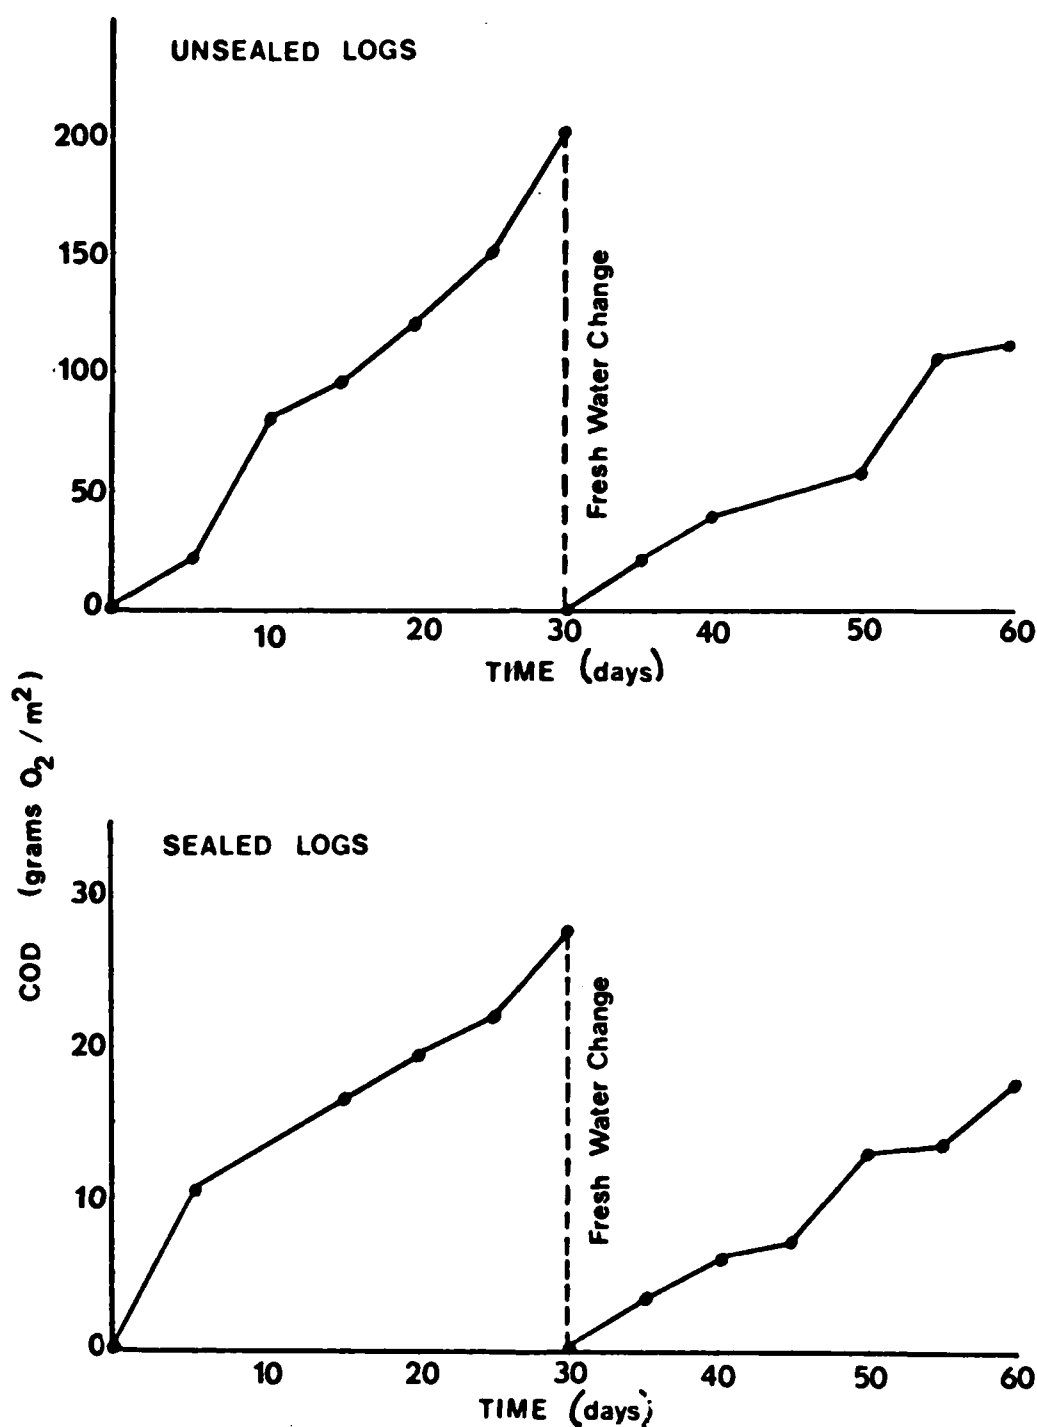 UNSEALED LOGS
200
150
100
50
0
Fresh Water Change
10 20 30 40 50 60
TIME (days)
COD (grams O₂ /m²)
SEALED LOGS
30
20
10
0
Fresh Water Change
10 20 30 40 50 60
TIME (days)